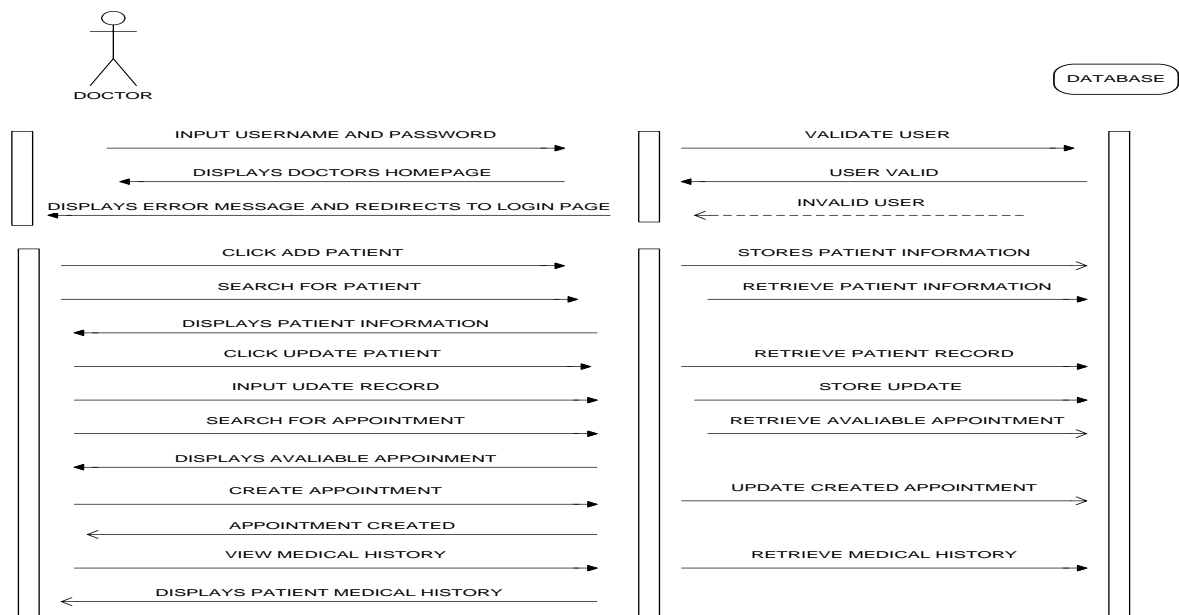 DOCTOR
DATABASE
INPUT USERNAME AND PASSWORD
VALIDATE USER
DISPLAYS DOCTORS HOMEPAGE
USER VALID
DISPLAYS ERROR MESSAGE AND REDIRECTS TO LOGIN PAGE
INVALID USER
CLICK ADD PATIENT
STORES PATIENT INFORMATION
SEARCH FOR PATIENT
RETRIEVE PATIENT INFORMATION
DISPLAYS PATIENT INFORMATION
CLICK UPDATE PATIENT
RETRIEVE PATIENT RECORD
INPUT UDATE RECORD
STORE UPDATE
SEARCH FOR APPOINTMENT
RETRIEVE AVALIABLE APPOINTMENT
DISPLAYS AVALIABLE APPOINMENT
CREATE APPOINTMENT
UPDATE CREATED APPOINTMENT
APPOINTMENT CREATED
VIEW MEDICAL HISTORY
RETRIEVE MEDICAL HISTORY
DISPLAYS PATIENT MEDICAL HISTORY